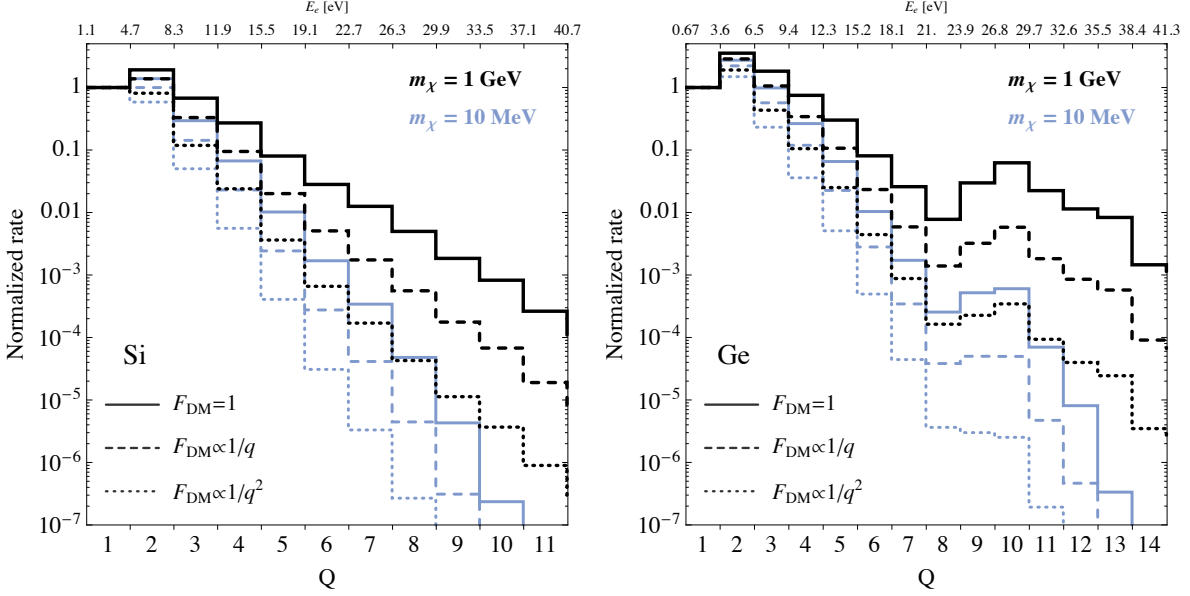 E_e [eV]
1.1 4.7 8.3 11.9 15.5 19.1 22.7 26.3 29.9 33.5 37.1 40.7
m_χ = 1 GeV
m_χ = 10 MeV
Normalized rate
1
0.1
0.01
10^-3
10^-4
10^-5
10^-6
10^-7
Si
F_DM=1
F_DM∝1/q
F_DM∝1/q^2
1 2 3 4 5 6 7 8 9 10 11
Q
E_e [eV]
0.67 3.6 6.5 9.4 12.3 15.2 18.1 21. 23.9 26.8 29.7 32.6 35.5 38.4 41.3
m_χ = 1 GeV
m_χ = 10 MeV
Normalized rate
1
0.1
0.01
10^-3
10^-4
10^-5
10^-6
10^-7
Ge
F_DM=1
F_DM∝1/q
F_DM∝1/q^2
1 2 3 4 5 6 7 8 9 10 11 12 13 14
Q